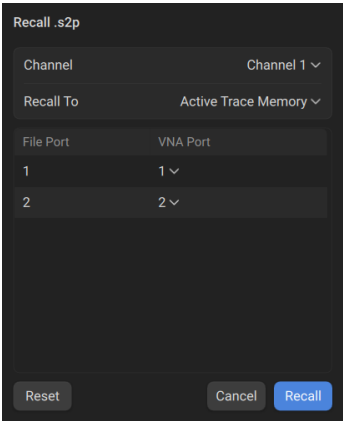 Recall .s2p
Channel Channel 1
Recall To Active Trace Memory
File Port VNA Port
1 1
2 2
Reset Cancel Recall